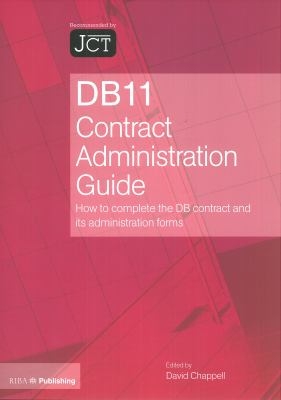 Recommended by
JCT
DB11
Contract
Administration
Guide
How to complete the DB contract and
its administration forms
Edited by
David Chappell
RIBA Publishing